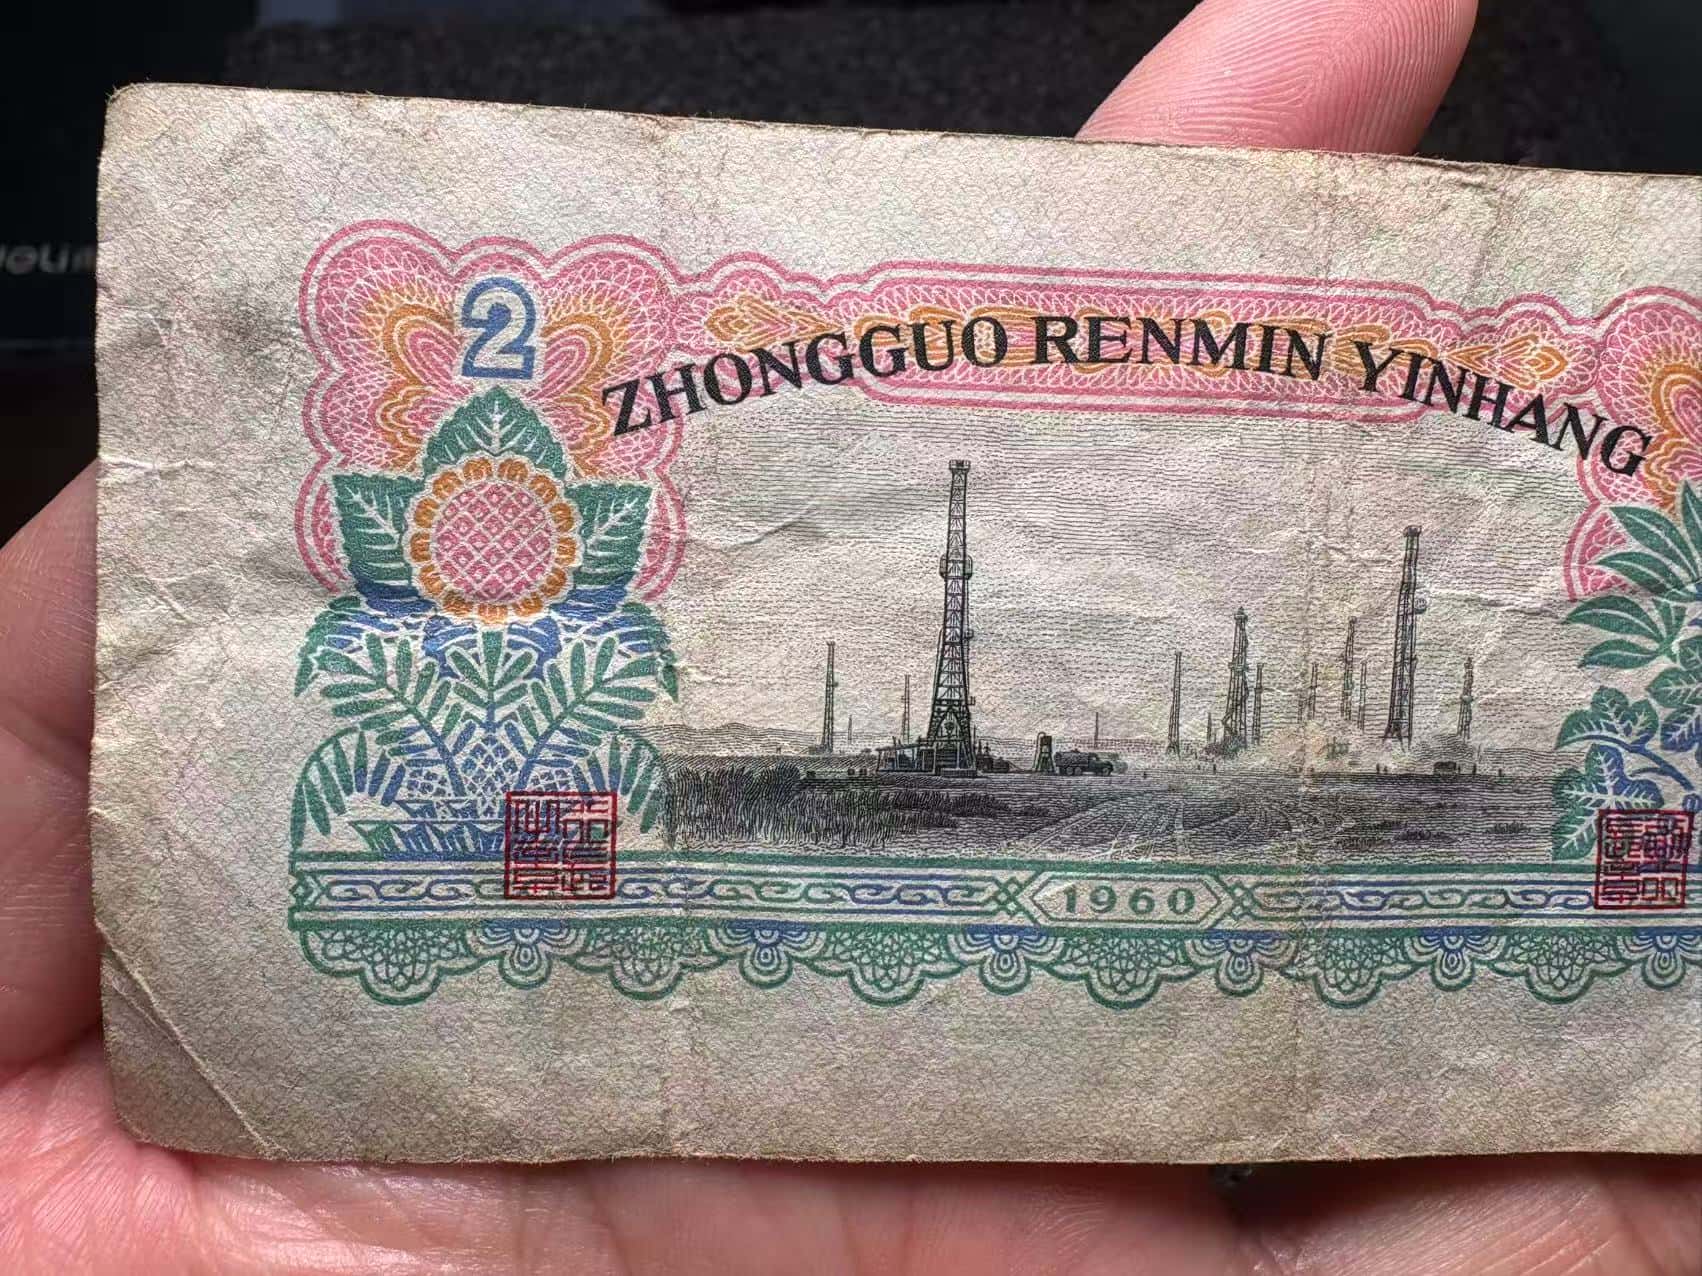 2
ZHONGGUO RENMIN YINHANG
1960